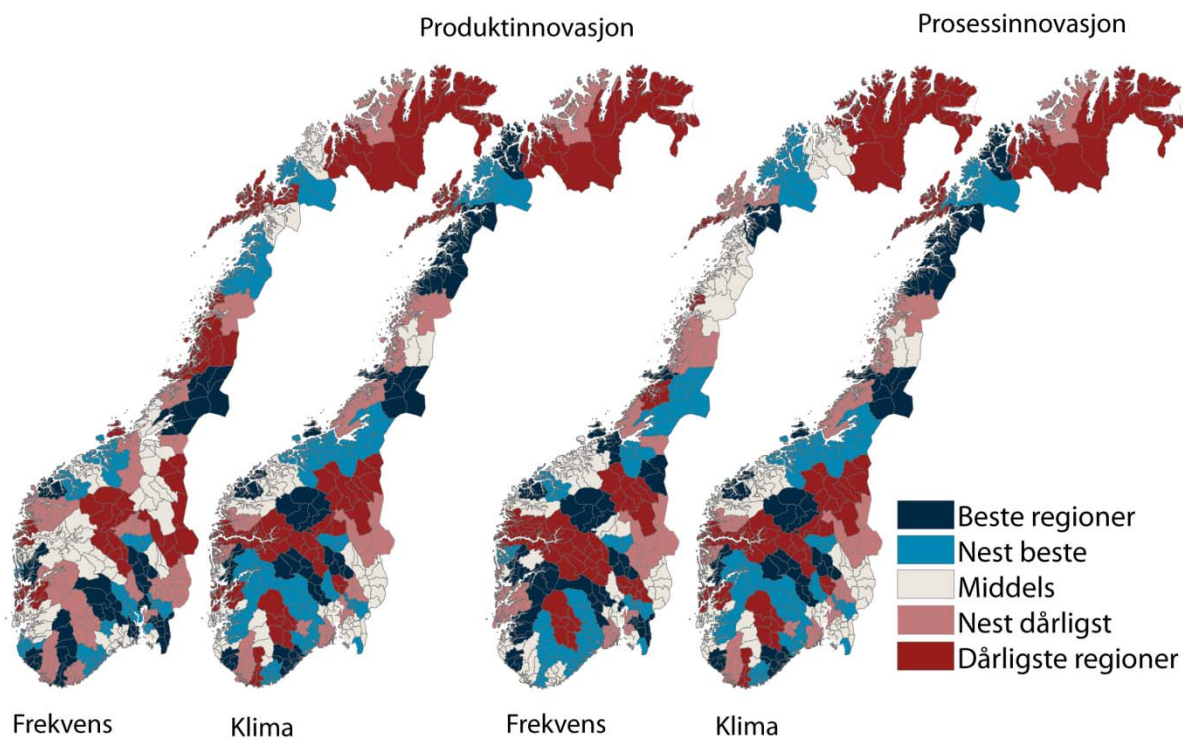 Produktinnovasjon
Prosessinnovasjon
Beste regioner
Nest beste
Middels
Nest dårligst
Dårligste regioner
Frekvens
Klima
Frekvens
Klima